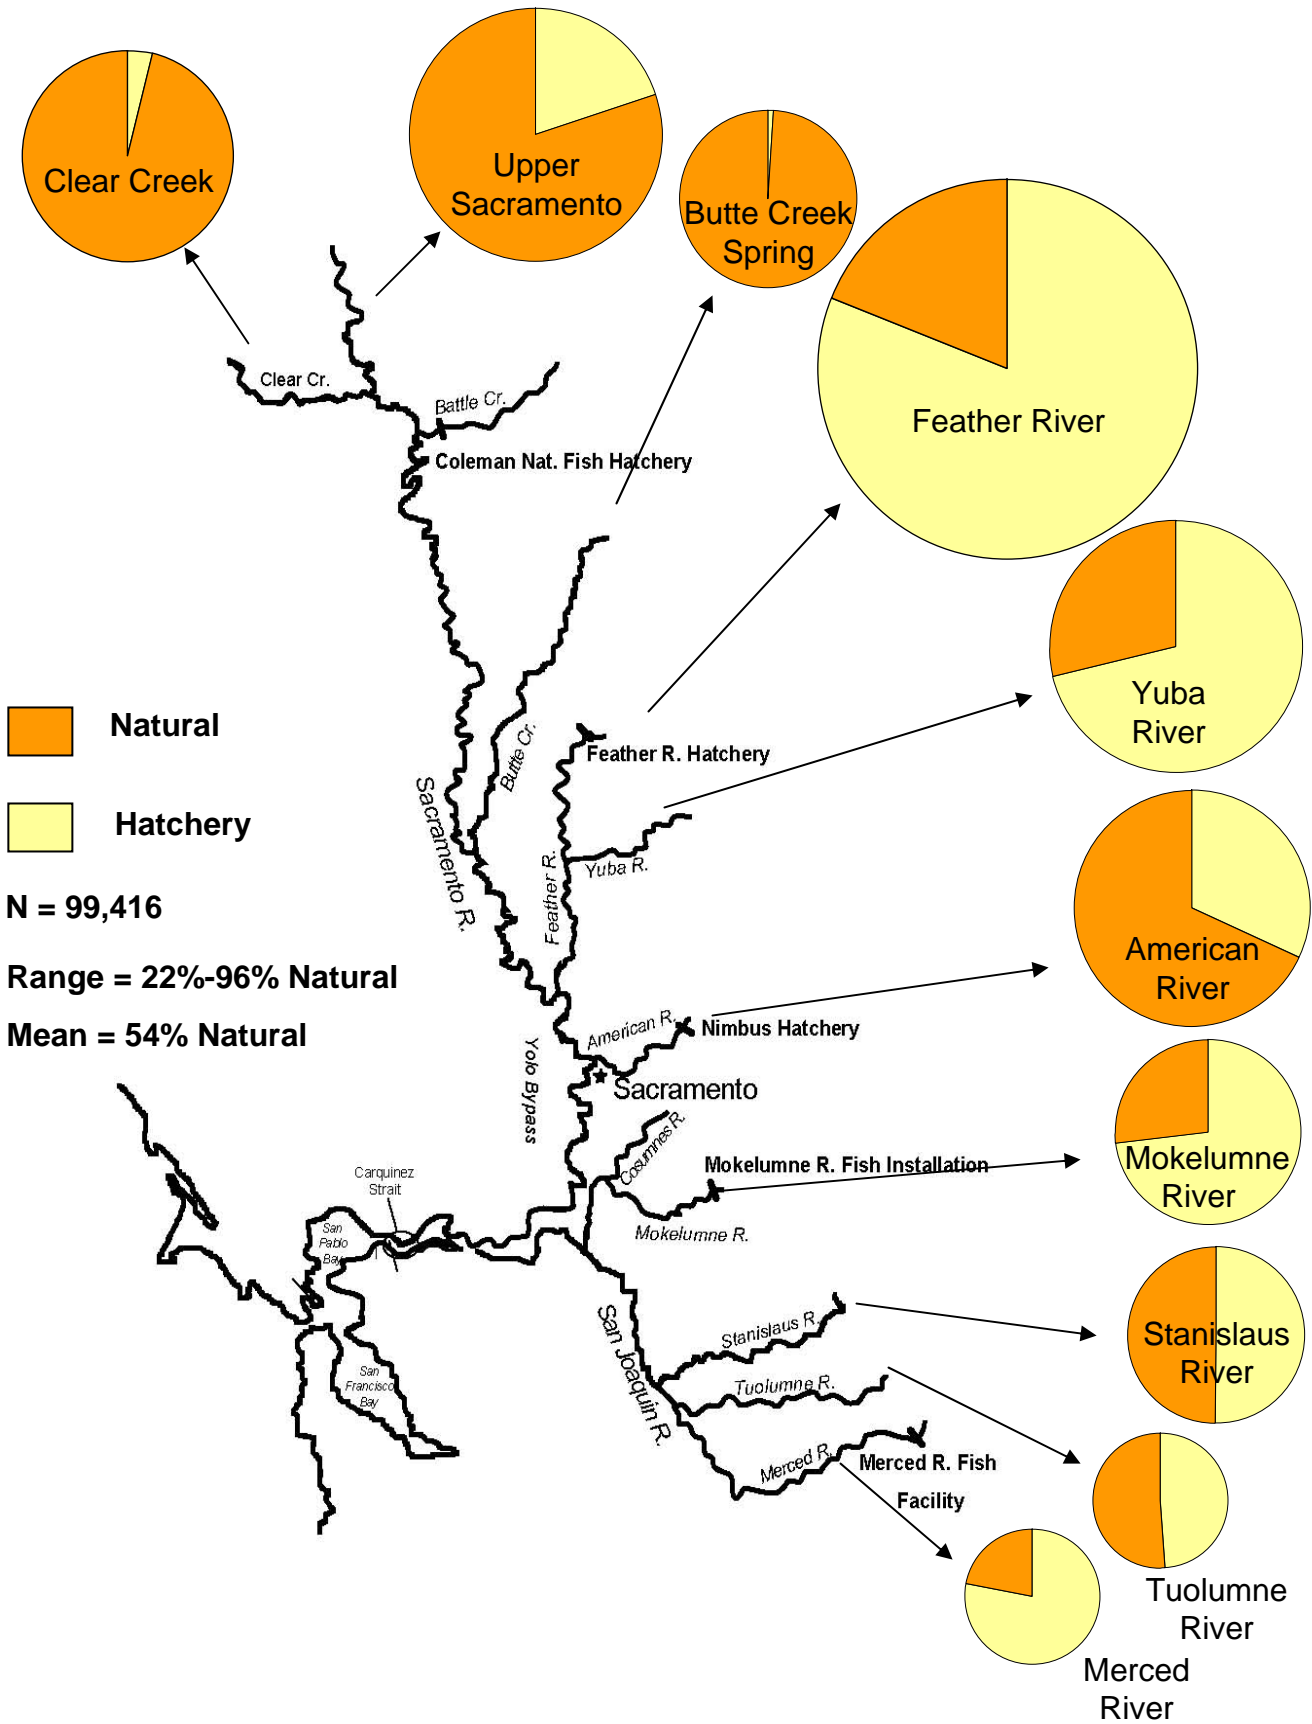 Clear Creek
Upper
Sacramento
Butte Creek
Spring
Feather River
Clear Cr.
Battle Cr.
Coleman Nat. Fish Hatchery
Yuba
River
Natural
Hatchery
N = 99,416
Range = 22%-96% Natural
Mean = 54% Natural
Sacramento R.
Butte Cr.
Feather R. Hatchery
Feather R.
Yuba R.
American
River
American R.
Nimbus Hatchery
Yolo Bypass
Sacramento
Cosumnes R.
Mokelumne R. Fish Installation
Mokelumne R.
Mokelumne
River
Carquinez
Strait
San
Pablo
Bay
San
Francisco
Bay
San Joaquin R.
Stanislaus R.
Stanislaus
River
Tuolumne R.
Merced R.
Merced R. Fish
Facility
Tuolumne
River
Merced
River